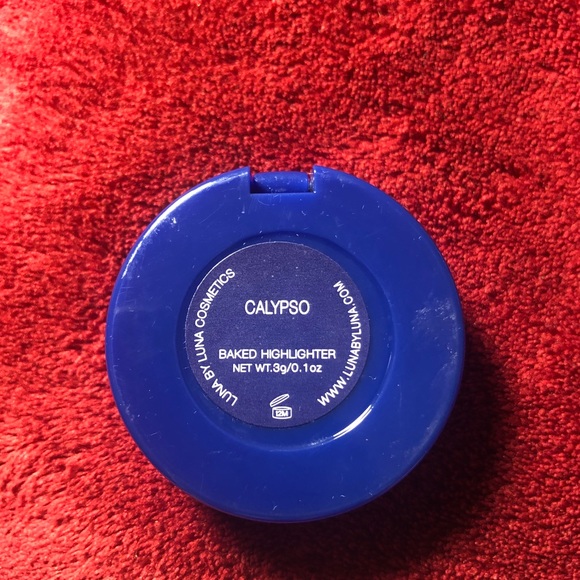 LUNA BY LUNA COSMETICS
CALYPSO
BAKED HIGHLIGHTER
NET WT.3g/0.1oz
WWW.LUNABYLUNA.COM
12M